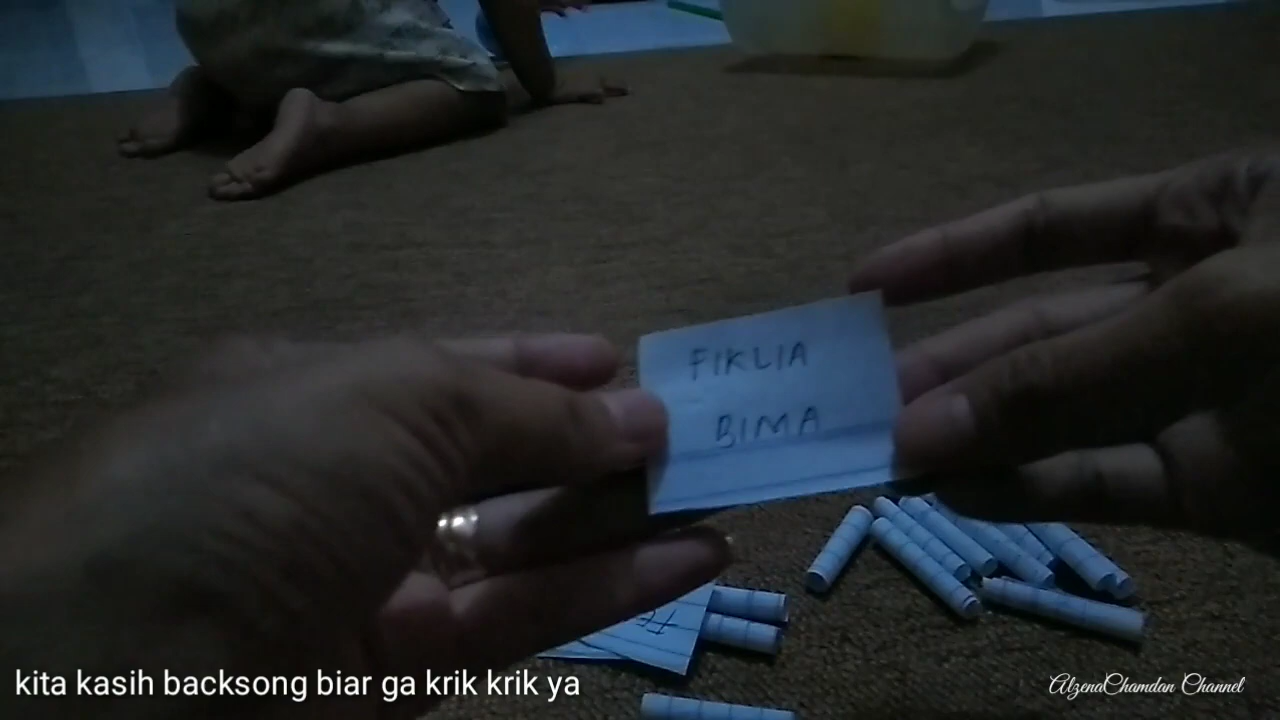 FIKLIA
BIMA
kita kasih backsong biar ga krik krik ya
AlzenaChamdan Channel